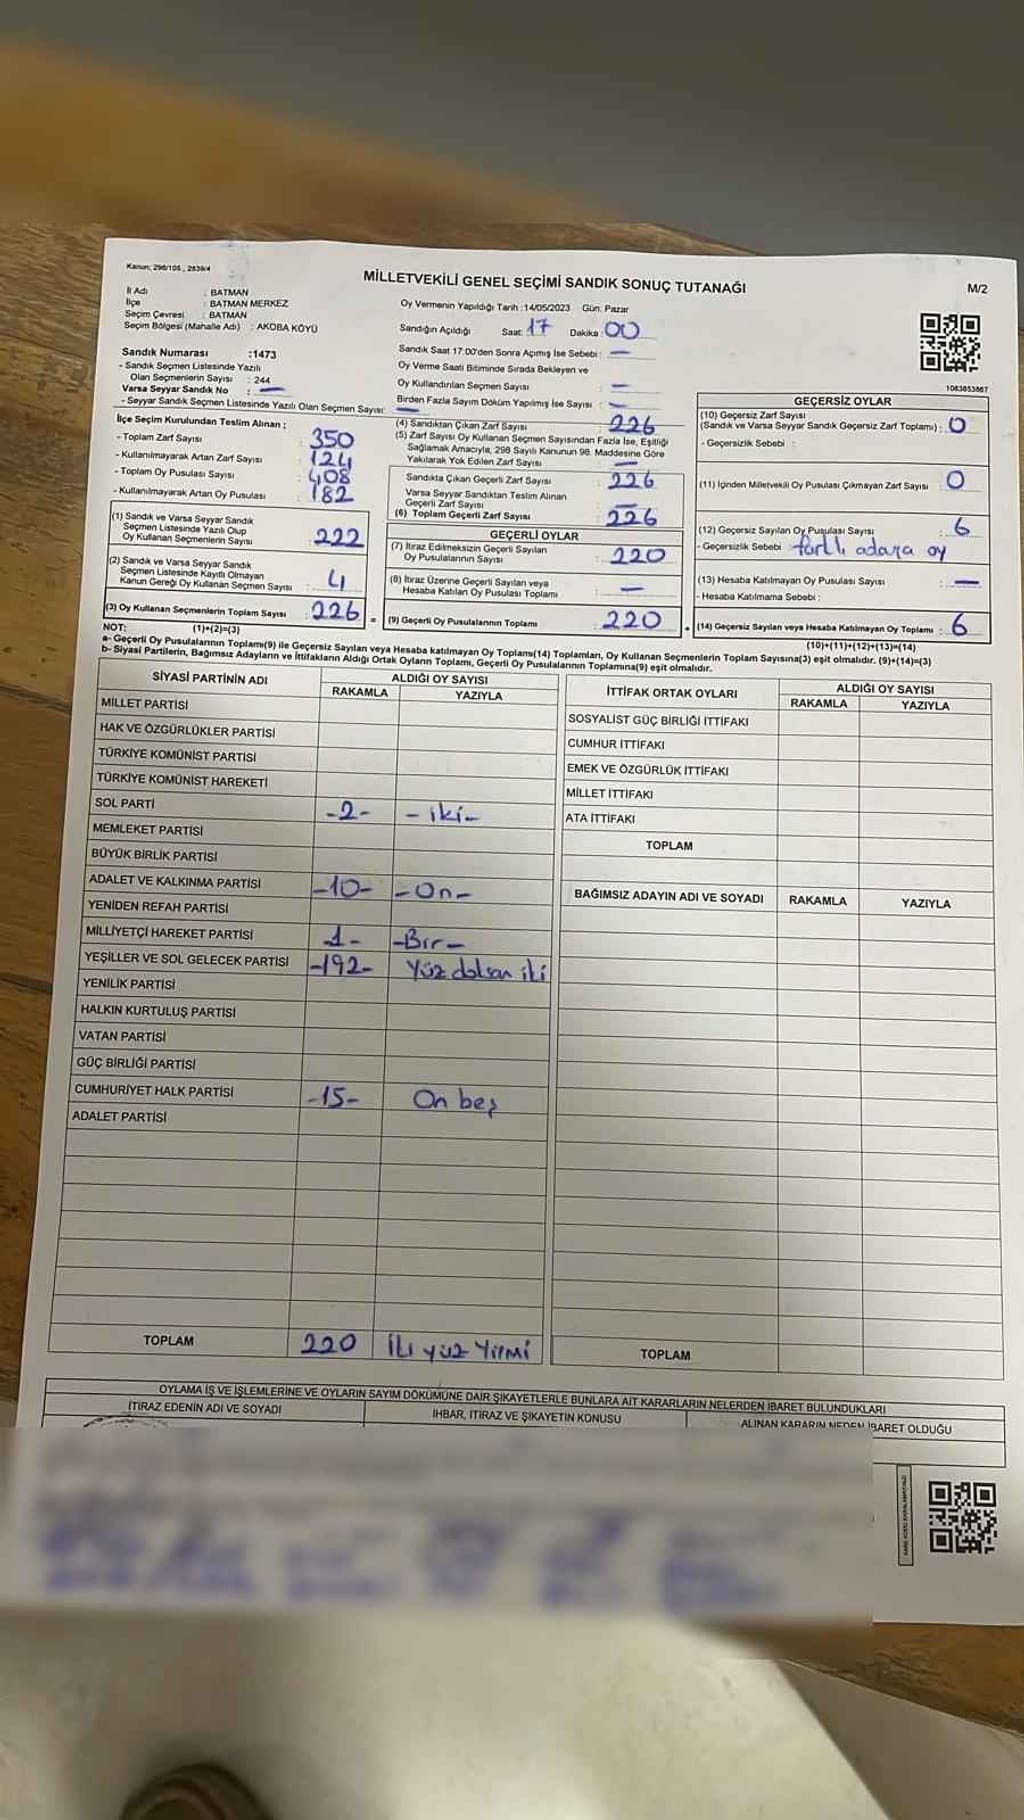 Kanun; 298/105 , 2839/4
MİLLETVEKİLİ GENEL SEÇİMİ SANDIK SONUÇ TUTANAĞI
M/2
İl Adı : BATMAN
İlçe : BATMAN MERKEZ
Seçim Çevresi : BATMAN
Seçim Bölgesi (Mahalle Adı) : AKOBA KÖYÜ
Sandık Numarası :1473
- Sandık Seçmen Listesinde Yazılı
Olan Seçmenlerin Sayısı : 244
Varsa Seyyar Sandık No : —
- Seyyar Sandık Seçmen Listesinde Yazılı Olan Seçmen Sayısı: —
Oy Vermenin Yapıldığı Tarih :14/05/2023 Gün: Pazar
Sandığın Açıldığı Saat: 17 Dakika : 00
Sandık Saat 17:00'den Sonra Açımış İse Sebebi : —
Oy Verme Saati Bitiminde Sırada Bekleyen ve
Oy Kullandırılan Seçmen Sayısı : —
Birden Fazla Sayım Döküm Yapılmış İse Sayısı : —
1083853867
İlçe Seçim Kurulundan Teslim Alınan ;
- Toplam Zarf Sayısı : 350
- Kullanılmayarak Artan Zarf Sayısı : 124
- Toplam Oy Pusulası Sayısı : 408
- Kullanılmayarak Artan Oy Pusulası : 182
(1) Sandık ve Varsa Seyyar Sandık
Seçmen Listesinde Yazılı Olup
Oy Kullanan Seçmenlerin Sayısı : 222
(2) Sandık ve Varsa Seyyar Sandık
Seçmen Listesinde Kayıtlı Olmayan
Kanun Gereği Oy Kullanan Seçmen Sayısı : 4
(3) Oy Kullanan Seçmenlerin Toplam Sayısı : 226 =
(4) Sandıktan Çıkan Zarf Sayısı : 226
(5) Zarf Sayısı Oy Kullanan Seçmen Sayısından Fazla İse, Eşitliği
Sağlamak Amacıyla, 298 Sayılı Kanunun 98. Maddesine Göre
Yakılarak Yok Edilen Zarf Sayısı : —
Sandıkta Çıkan Geçerli Zarf Sayısı : 226
Varsa Seyyar Sandıktan Teslim Alınan
Geçerli Zarf Sayısı : —
(6) Toplam Geçerli Zarf Sayısı : 226
GEÇERLİ OYLAR
(7) İtiraz Edilmeksizin Geçerli Sayılan
Oy Pusulalarının Sayısı : 220
(8) İtiraz Üzerine Geçerli Sayılan veya
Hesaba Katılan Oy Pusulası Toplamı : —
(9) Geçerli Oy Pusulalarının Toplamı : 220
GEÇERSİZ OYLAR
(10) Geçersiz Zarf Sayısı
(Sandık ve Varsa Seyyar Sandık Geçersiz Zarf Toplamı) : 0
- Geçersizlik Sebebi :
(11) İçinden Milletvekili Oy Pusulası Çıkmayan Zarf Sayısı : 0
(12) Geçersiz Sayılan Oy Pusulası Sayısı : 6
- Geçersizlik Sebebi : farklı adaya oy
(13) Hesaba Katılmayan Oy Pusulası Sayısı : —
- Hesaba Katılmama Sebebi :
(14) Geçersiz Sayılan veya Hesaba Katılmayan Oy Toplamı : 6
NOT: (1)+(2)=(3)
(10)+(11)+(12)+(13)=(14)
a- Geçerli Oy Pusulalarının Toplamı(9) ile Geçersiz Sayılan veya Hesaba katılmayan Oy Toplamı(14) Toplamları, Oy Kullanan Seçmenlerin Toplam Sayısına(3) eşit olmalıdır. (9)+(14)=(3)
b- Siyasi Partilerin, Bağımsız Adayların ve İttifakların Aldığı Ortak Oyların Toplamı, Geçerli Oy Pusulalarının Toplamına(9) eşit olmalıdır.
SİYASİ PARTİNİN ADI ALDIĞI OY SAYISI
RAKAMLA YAZIYLA
MİLLET PARTİSİ
HAK VE ÖZGÜRLÜKLER PARTİSİ
TÜRKİYE KOMÜNİST PARTİSİ
TÜRKİYE KOMÜNİST HAREKETİ
SOL PARTİ -2- -iki-
MEMLEKET PARTİSİ
BÜYÜK BİRLİK PARTİSİ
ADALET VE KALKINMA PARTİSİ -10- -On-
YENİDEN REFAH PARTİSİ
MİLLİYETÇİ HAREKET PARTİSİ -1- -Bir-
YEŞİLLER VE SOL GELECEK PARTİSİ -192- Yüz doksan iki
YENİLİK PARTİSİ
HALKIN KURTULUŞ PARTİSİ
VATAN PARTİSİ
GÜÇ BİRLİĞİ PARTİSİ
CUMHURİYET HALK PARTİSİ -15- On beş
ADALET PARTİSİ
TOPLAM 220 iki yüz Yirmi
İTTİFAK ORTAK OYLARI ALDIĞI OY SAYISI
RAKAMLA YAZIYLA
SOSYALİST GÜÇ BİRLİĞİ İTTİFAKI
CUMHUR İTTİFAKI
EMEK VE ÖZGÜRLÜK İTTİFAKI
MİLLET İTTİFAKI
ATA İTTİFAKI
TOPLAM
BAĞIMSIZ ADAYIN ADI VE SOYADI RAKAMLA YAZIYLA
TOPLAM
OYLAMA İŞ VE İŞLEMLERİNE VE OYLARIN SAYIM DÖKÜMÜNE DAİR ŞİKAYETLERLE BUNLARA AİT KARARLARIN NELERDEN İBARET BULUNDUKLARI
İTİRAZ EDENİN ADI VE SOYADI İHBAR, İTİRAZ VE ŞİKAYETİN KONUSU ALINAN KARARIN NEDEN İBARET OLDUĞU